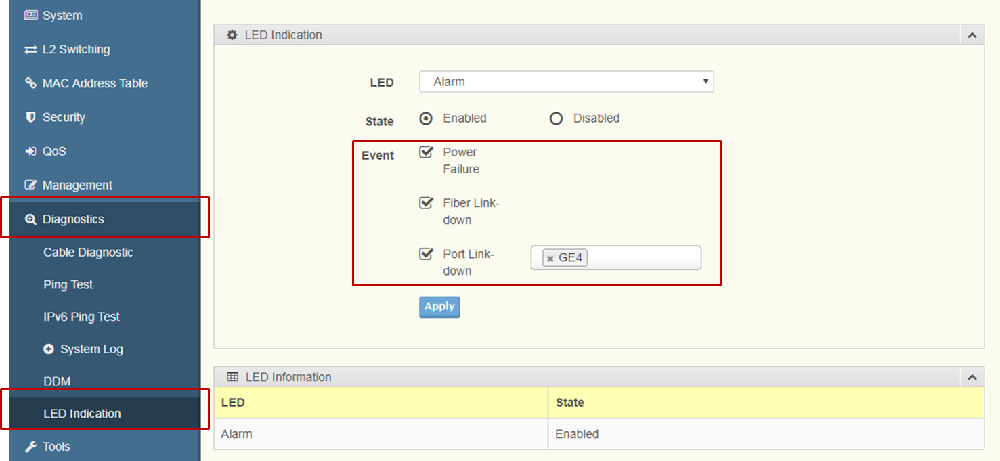 System
L2 Switching
MAC Address Table
Security
QoS
Management
Diagnostics
Cable Diagnostic
Ping Test
IPv6 Ping Test
System Log
DDM
LED Indication
Tools
LED Indication
LED Alarm
State Enabled Disabled
Event Power
Failure
Fiber Link-
down
Port Link-
down
× GE4
Apply
LED Information
LED State
Alarm Enabled